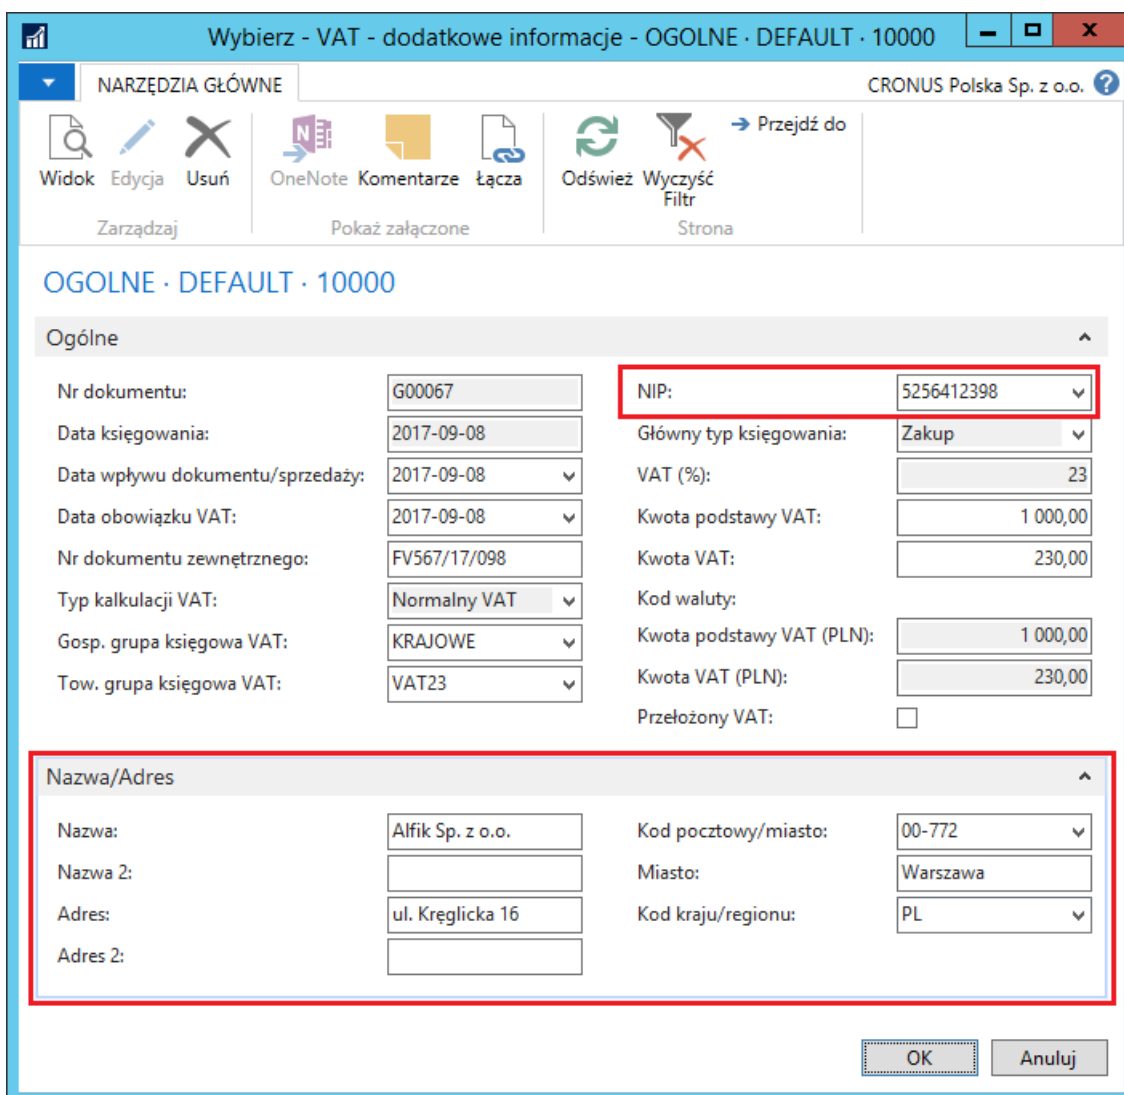 Wybierz - VAT - dodatkowe informacje - OGOLNE · DEFAULT · 10000
NARZĘDZIA GŁÓWNE
CRONUS Polska Sp. z o.o.
Widok Edycja Usuń
OneNote Komentarze Łącza
Odśwież Wyczyść Filtr
Przejdź do
Zarządzaj
Pokaż załączone
Strona
OGOLNE · DEFAULT · 10000
Ogólne
Nr dokumentu: G00067
Data księgowania: 2017-09-08
Data wpływu dokumentu/sprzedaży: 2017-09-08
Data obowiązku VAT: 2017-09-08
Nr dokumentu zewnętrznego: FV567/17/098
Typ kalkulacji VAT: Normalny VAT
Gosp. grupa księgowa VAT: KRAJOWE
Tow. grupa księgowa VAT: VAT23
NIP: 5256412398
Główny typ księgowania: Zakup
VAT (%): 23
Kwota podstawy VAT: 1 000,00
Kwota VAT: 230,00
Kod waluty:
Kwota podstawy VAT (PLN): 1 000,00
Kwota VAT (PLN): 230,00
Przełożony VAT:
Nazwa/Adres
Nazwa: Alfik Sp. z o.o.
Nazwa 2:
Adres: ul. Kręglicka 16
Adres 2:
Kod pocztowy/miasto: 00-772
Miasto: Warszawa
Kod kraju/regionu: PL
OK
Anuluj